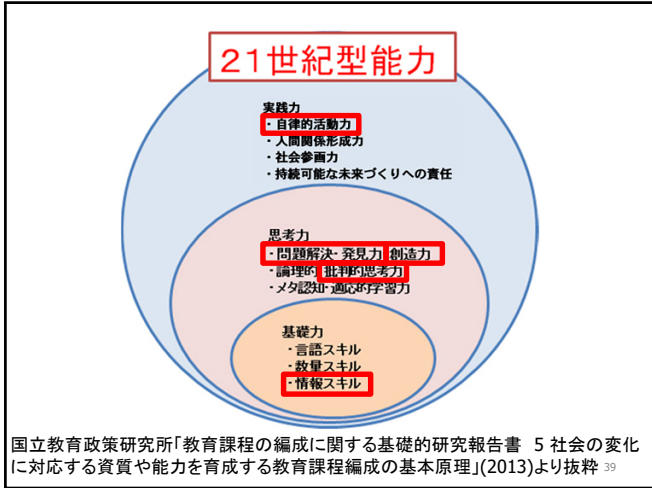 21世紀型能力
実践力
・自律的活動力
・人間関係形成力
・社会参画力
・持続可能な未来づくりへの責任
思考力
・問題解決・発見力・創造力
・論理的・批判的思考力
・メタ認知・適応的学習力
基礎力
・言語スキル
・数量スキル
・情報スキル
国立教育政策研究所「教育課程の編成に関する基礎的研究報告書 5 社会の変化
に対応する資質や能力を育成する教育課程編成の基本原理」(2013)より抜粋 39